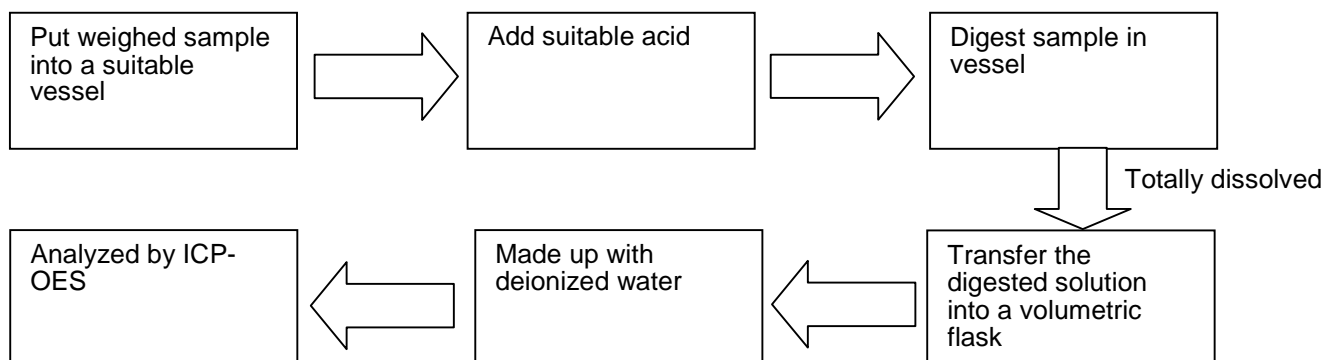 Put weighed sample
into a suitable
vessel
Add suitable acid
Digest sample in
vessel
Totally dissolved
Transfer the
digested solution
into a volumetric
flask
Made up with
deionized water
Analyzed by ICP-
OES